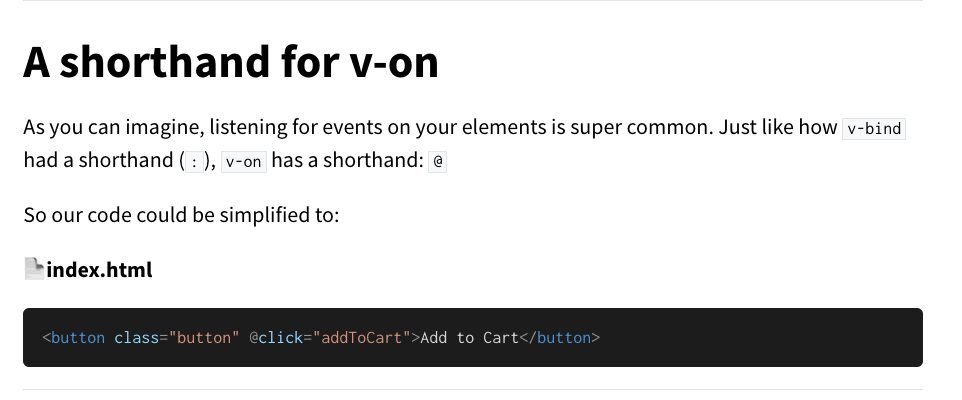 A shorthand for v-on
As you can imagine, listening for events on your elements is super common. Just like how v-bind
had a shorthand ( : ), v-on has a shorthand: @
So our code could be simplified to:
index.html
<button class="button" @click="addToCart">Add to Cart</button>